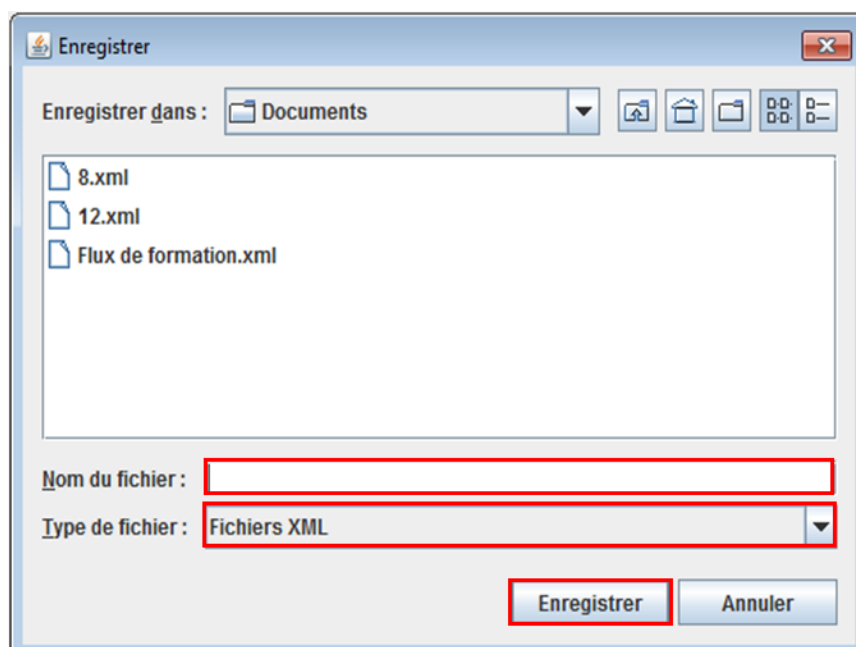 Enregistrer
Enregistrer dans : Documents
8.xml
12.xml
Flux de formation.xml
Nom du fichier :
Type de fichier : Fichiers XML
Enregistrer Annuler